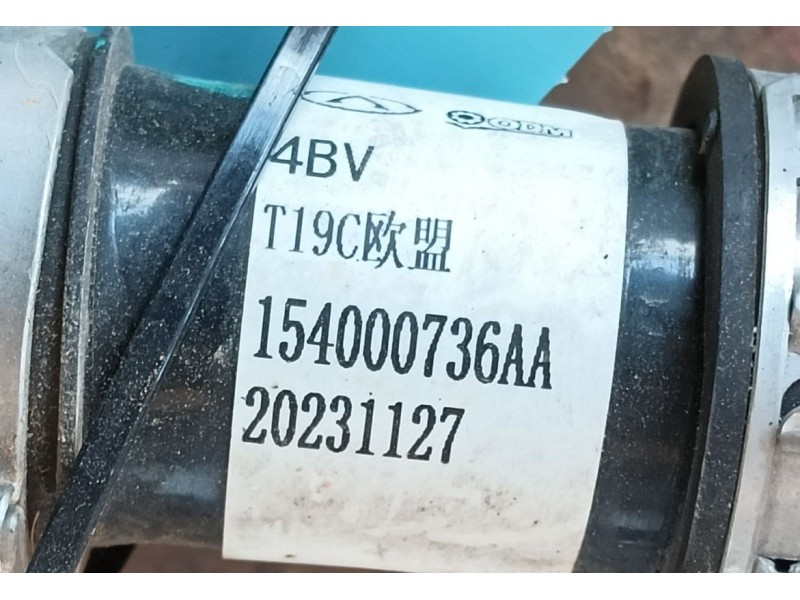 ODM
4BV
T19C欧盟
154000736AA
20231127